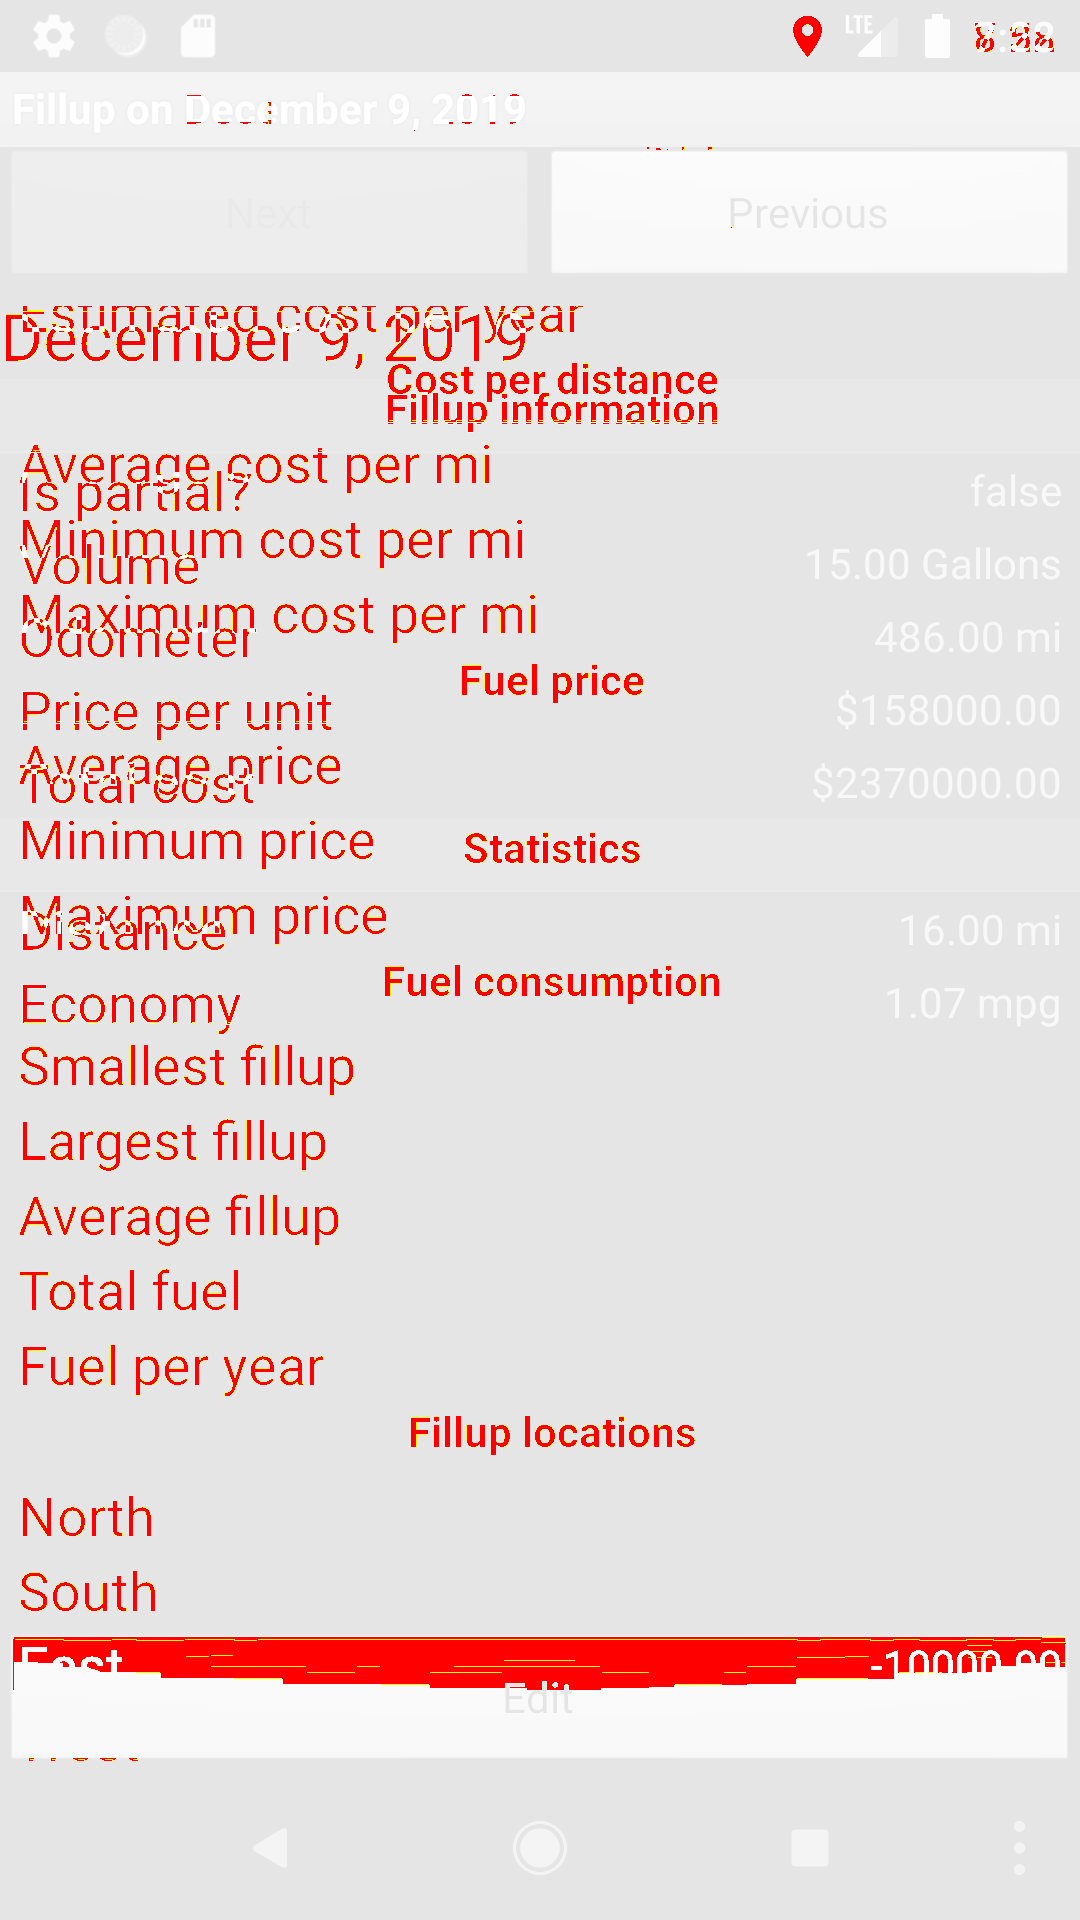 LTE
Fillup on December 9, 2019
Next Previous
Estimated cost per year
December 9, 2019
Cost per distance
Fillup information
Average cost per mi
Is partial? false
Minimum cost per mi
Volume 15.00 Gallons
Maximum cost per mi
Odometer 486.00 mi
Fuel price
Price per unit $158000.00
Average price
Total cost $2370000.00
Minimum price
Statistics
Maximum price
Distance 16.00 mi
Fuel consumption
Economy 1.07 mpg
Smallest fillup
Largest fillup
Average fillup
Total fuel
Fuel per year
Fillup locations
North
South
East -10000.00
Edit